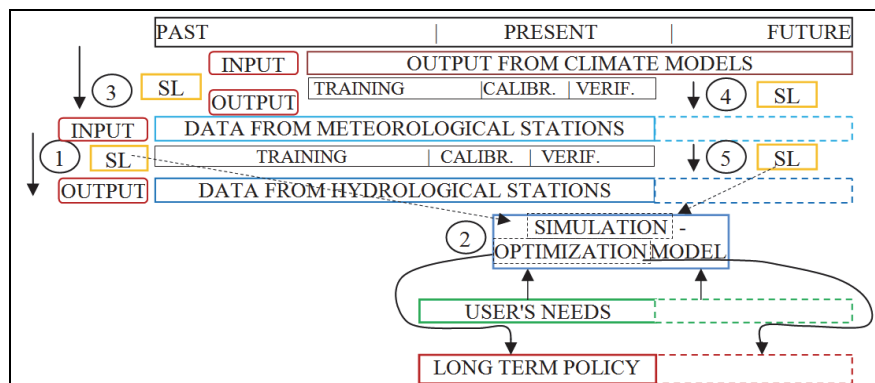 PAST | PRESENT | FUTURE
INPUT OUTPUT FROM CLIMATE MODELS
3 SL TRAINING |CALIBR. | VERIF. 4 SL
OUTPUT
INPUT DATA FROM METEOROLOGICAL STATIONS
1 SL TRAINING | CALIBR. | VERIF. 5 SL
OUTPUT DATA FROM HYDROLOGICAL STATIONS
2 SIMULATION -
OPTIMIZATION MODEL
USER'S NEEDS
LONG TERM POLICY